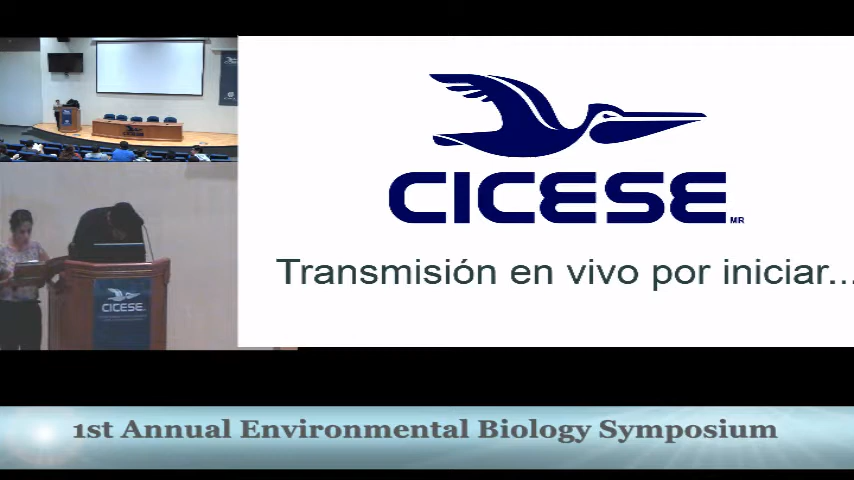 CICESE MR
Transmisión en vivo por iniciar...
CICESE
1st Annual Environmental Biology Symposium